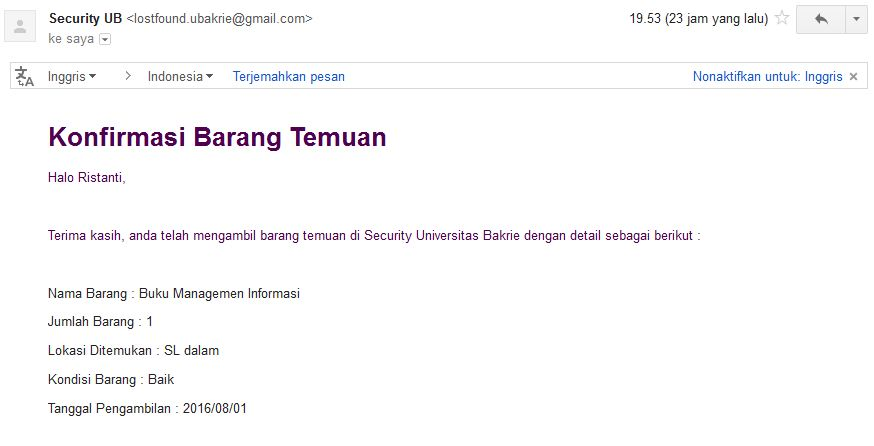 Security UB <lostfound.ubakrie@gmail.com> 19.53 (23 jam yang lalu)
ke saya
Inggris Indonesia Terjemahkan pesan Nonaktifkan untuk: Inggris ×
Konfirmasi Barang Temuan
Halo Ristanti,
Terima kasih, anda telah mengambil barang temuan di Security Universitas Bakrie dengan detail sebagai berikut :
Nama Barang : Buku Managemen Informasi
Jumlah Barang : 1
Lokasi Ditemukan : SL dalam
Kondisi Barang : Baik
Tanggal Pengambilan : 2016/08/01